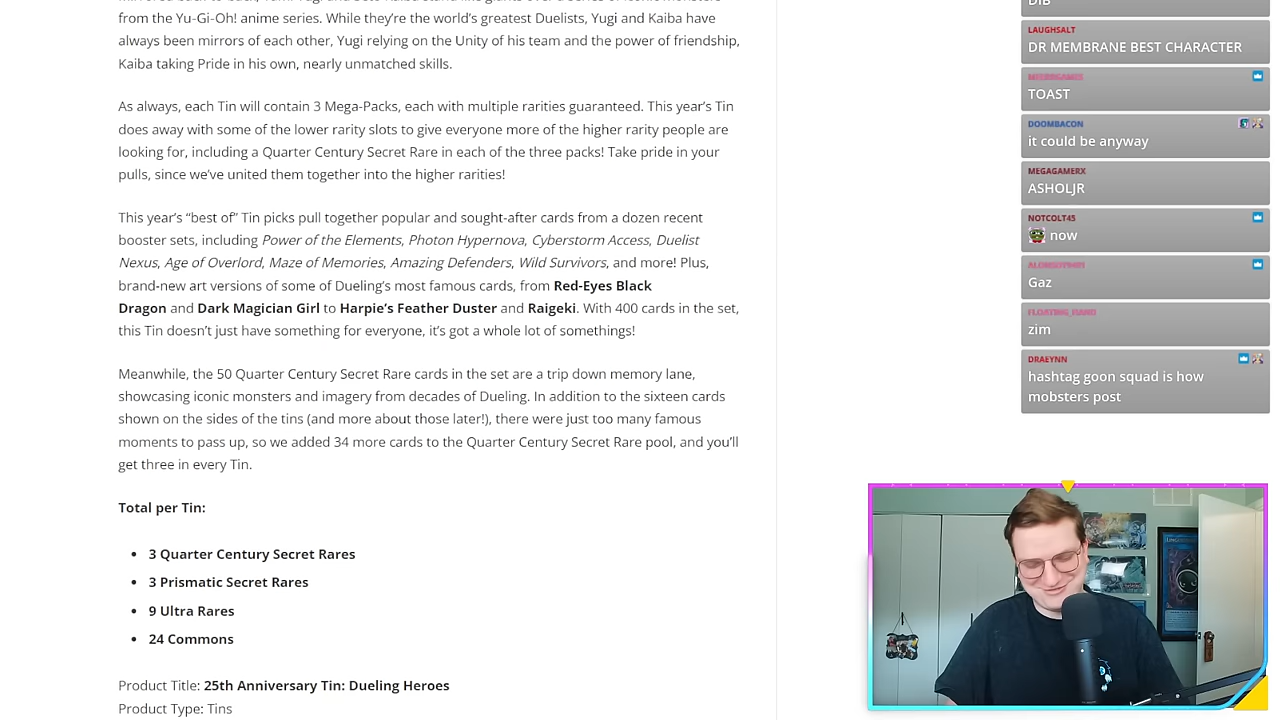 from the Yu-Gi-Oh! anime series. While they're the world's greatest Duelists, Yugi and Kaiba have
always been mirrors of each other, Yugi relying on the Unity of his team and the power of friendship,
Kaiba taking Pride in his own, nearly unmatched skills.
As always, each Tin will contain 3 Mega-Packs, each with multiple rarities guaranteed. This year's Tin
does away with some of the lower rarity slots to give everyone more of the higher rarity people are
looking for, including a Quarter Century Secret Rare in each of the three packs! Take pride in your
pulls, since we've united them together into the higher rarities!
This year's “best of” Tin picks pull together popular and sought-after cards from a dozen recent
booster sets, including Power of the Elements, Photon Hypernova, Cyberstorm Access, Duelist
Nexus, Age of Overlord, Maze of Memories, Amazing Defenders, Wild Survivors, and more! Plus,
brand-new art versions of some of Dueling's most famous cards, from Red-Eyes Black
Dragon and Dark Magician Girl to Harpie's Feather Duster and Raigeki. With 400 cards in the set,
this Tin doesn't just have something for everyone, it's got a whole lot of somethings!
Meanwhile, the 50 Quarter Century Secret Rare cards in the set are a trip down memory lane,
showcasing iconic monsters and imagery from decades of Dueling. In addition to the sixteen cards
shown on the sides of the tins (and more about those later!), there were just too many famous
moments to pass up, so we added 34 more cards to the Quarter Century Secret Rare pool, and you'll
get three in every Tin.
Total per Tin:
• 3 Quarter Century Secret Rares
• 3 Prismatic Secret Rares
• 9 Ultra Rares
• 24 Commons
Product Title: 25th Anniversary Tin: Dueling Heroes
Product Type: Tins
DIB
LAUGHSALT
DR MEMBRANE BEST CHARACTER
TOAST
DOOMBACON
it could be anyway
MEGAGAMERX
ASHOLJR
NOTCOLT45
now
Gaz
FLOATING_HAND
zim
DRAEYNN
hashtag goon squad is how
mobsters post